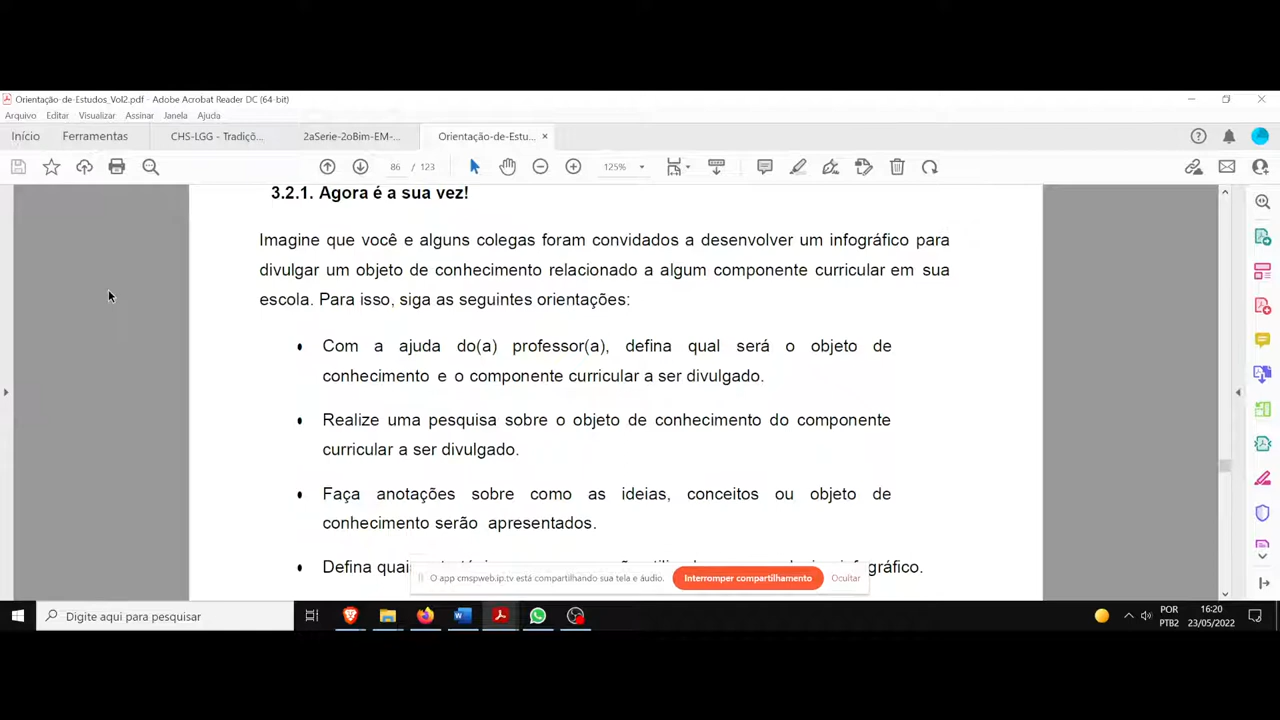 Orientação-de-Estudos_Vol2.pdf - Adobe Acrobat Reader DC (64-bit)
Arquivo Editar Visualizar Assinar Janela Ajuda
Início Ferramentas CHS-LGG - Tradiçõ... 2aSerie-2oBim-EM-... Orientação-de-Estu... ×
86 / 123 125%
3.2.1. Agora é a sua vez!
Imagine que você e alguns colegas foram convidados a desenvolver um infográfico para
divulgar um objeto de conhecimento relacionado a algum componente curricular em sua
escola. Para isso, siga as seguintes orientações:
• Com a ajuda do(a) professor(a), defina qual será o objeto de
conhecimento e o componente curricular a ser divulgado.
• Realize uma pesquisa sobre o objeto de conhecimento do componente
curricular a ser divulgado.
• Faça anotações sobre como as ideias, conceitos ou objeto de
conhecimento serão apresentados.
• Defina infográfico.
O app cmspweb.ip.tv está compartilhando sua tela e áudio. Interromper compartilhamento Ocultar
Digite aqui para pesquisar
POR 16:20
PTB2 23/05/2022